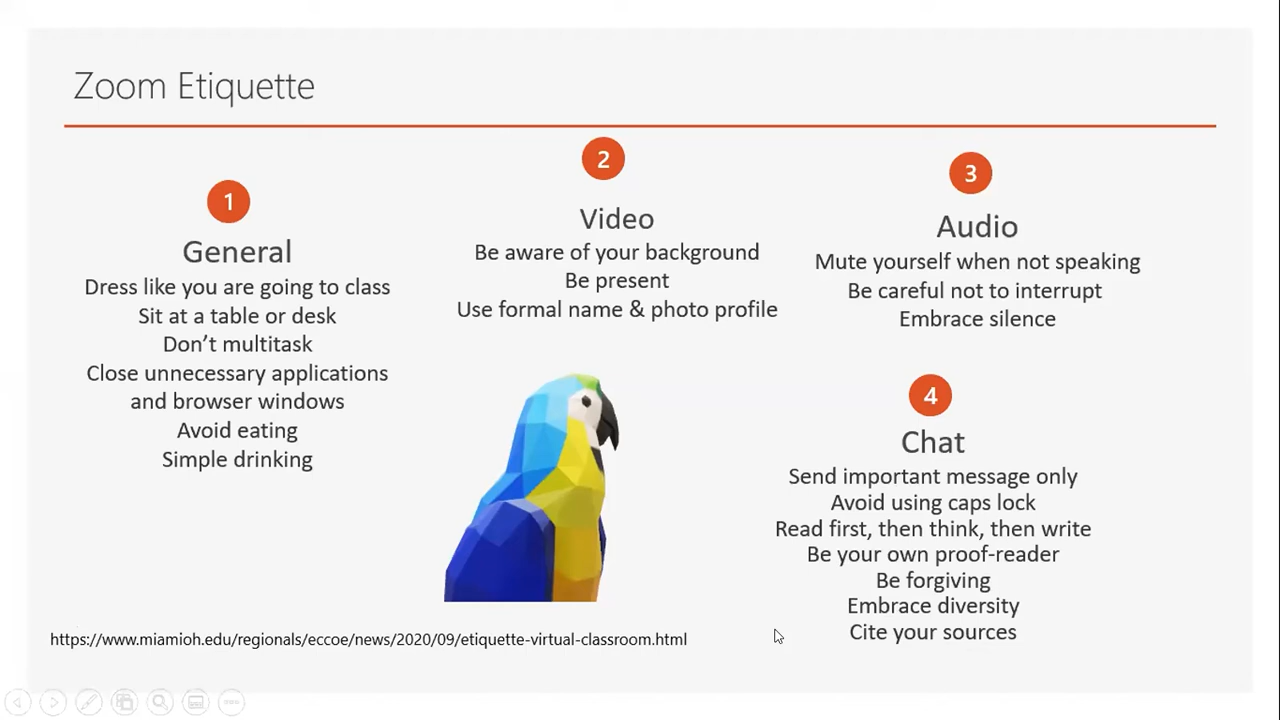 Zoom Etiquette
1
General
Dress like you are going to class
Sit at a table or desk
Don't multitask
Close unnecessary applications
and browser windows
Avoid eating
Simple drinking
2
Video
Be aware of your background
Be present
Use formal name & photo profile
3
Audio
Mute yourself when not speaking
Be careful not to interrupt
Embrace silence
4
Chat
Send important message only
Avoid using caps lock
Read first, then think, then write
Be your own proof-reader
Be forgiving
Embrace diversity
Cite your sources
https://www.miamioh.edu/regionals/eccoe/news/2020/09/etiquette-virtual-classroom.html